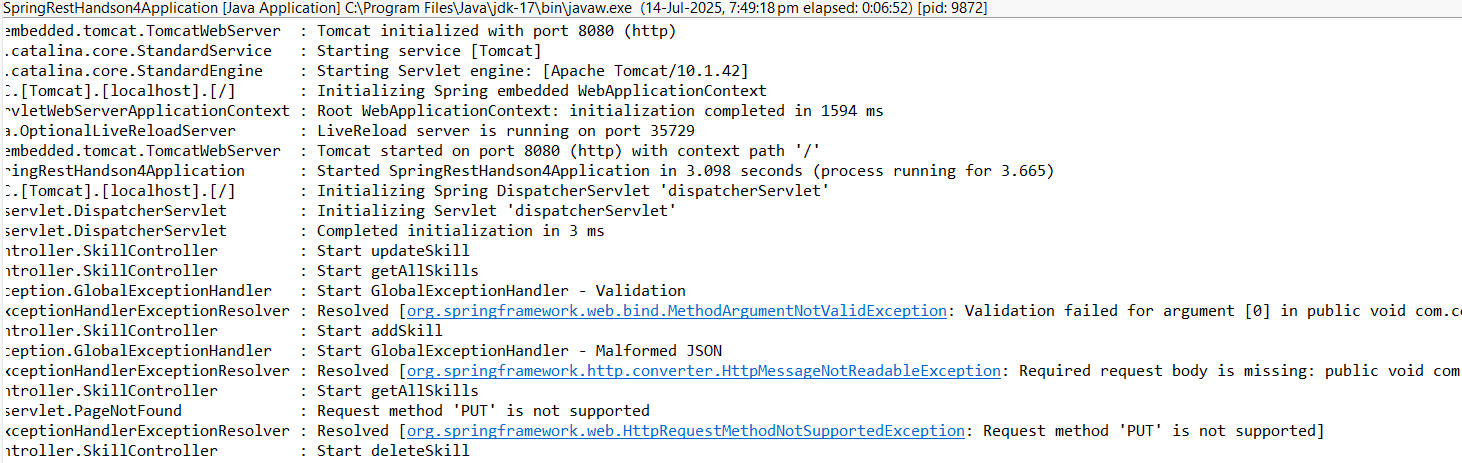 SpringRestHandson4Application [Java Application] C:\Program Files\Java\jdk-17\bin\javaw.exe (14-Jul-2025, 7:49:18 pm elapsed: 0:06:52) [pid: 9872]
embedded.tomcat.TomcatWebServer : Tomcat initialized with port 8080 (http)
.catalina.core.StandardService : Starting service [Tomcat]
.catalina.core.StandardEngine : Starting Servlet engine: [Apache Tomcat/10.1.42]
C.[Tomcat].[localhost].[/] : Initializing Spring embedded WebApplicationContext
rvletWebServerApplicationContext : Root WebApplicationContext: initialization completed in 1594 ms
a.OptionalLiveReloadServer : LiveReload server is running on port 35729
embedded.tomcat.TomcatWebServer : Tomcat started on port 8080 (http) with context path '/'
ringRestHandson4Application : Started SpringRestHandson4Application in 3.098 seconds (process running for 3.665)
C.[Tomcat].[localhost].[/] : Initializing Spring DispatcherServlet 'dispatcherServlet'
servlet.DispatcherServlet : Initializing Servlet 'dispatcherServlet'
servlet.DispatcherServlet : Completed initialization in 3 ms
ntroller.SkillController : Start updateSkill
ntroller.SkillController : Start getAllSkills
ception.GlobalExceptionHandler : Start GlobalExceptionHandler - Validation
xceptionHandlerExceptionResolver : Resolved [org.springframework.web.bind.MethodArgumentNotValidException: Validation failed for argument [0] in public void com.co
ntroller.SkillController : Start addSkill
ception.GlobalExceptionHandler : Start GlobalExceptionHandler - Malformed JSON
xceptionHandlerExceptionResolver : Resolved [org.springframework.http.converter.HttpMessageNotReadableException: Required request body is missing: public void com
ntroller.SkillController : Start getAllSkills
servlet.PageNotFound : Request method 'PUT' is not supported
xceptionHandlerExceptionResolver : Resolved [org.springframework.web.HttpRequestMethodNotSupportedException: Request method 'PUT' is not supported]
ntroller.SkillController : Start deleteSkill